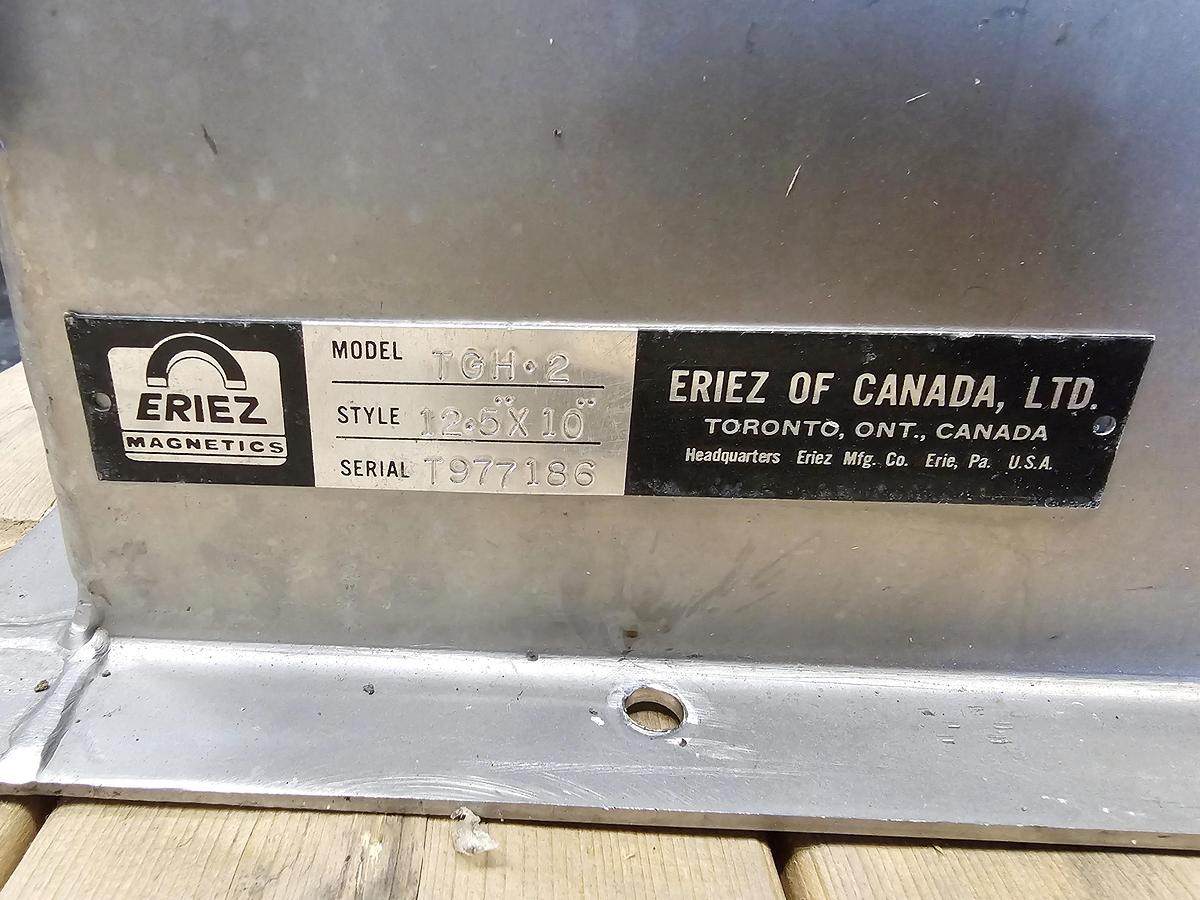 ERIEZ
MAGNETICS
MODEL TGH·2
STYLE 12.5" X 10"
SERIAL T977186
ERIEZ OF CANADA, LTD.
TORONTO, ONT., CANADA
Headquarters Eriez Mfg. Co. Erie, Pa. U.S.A.